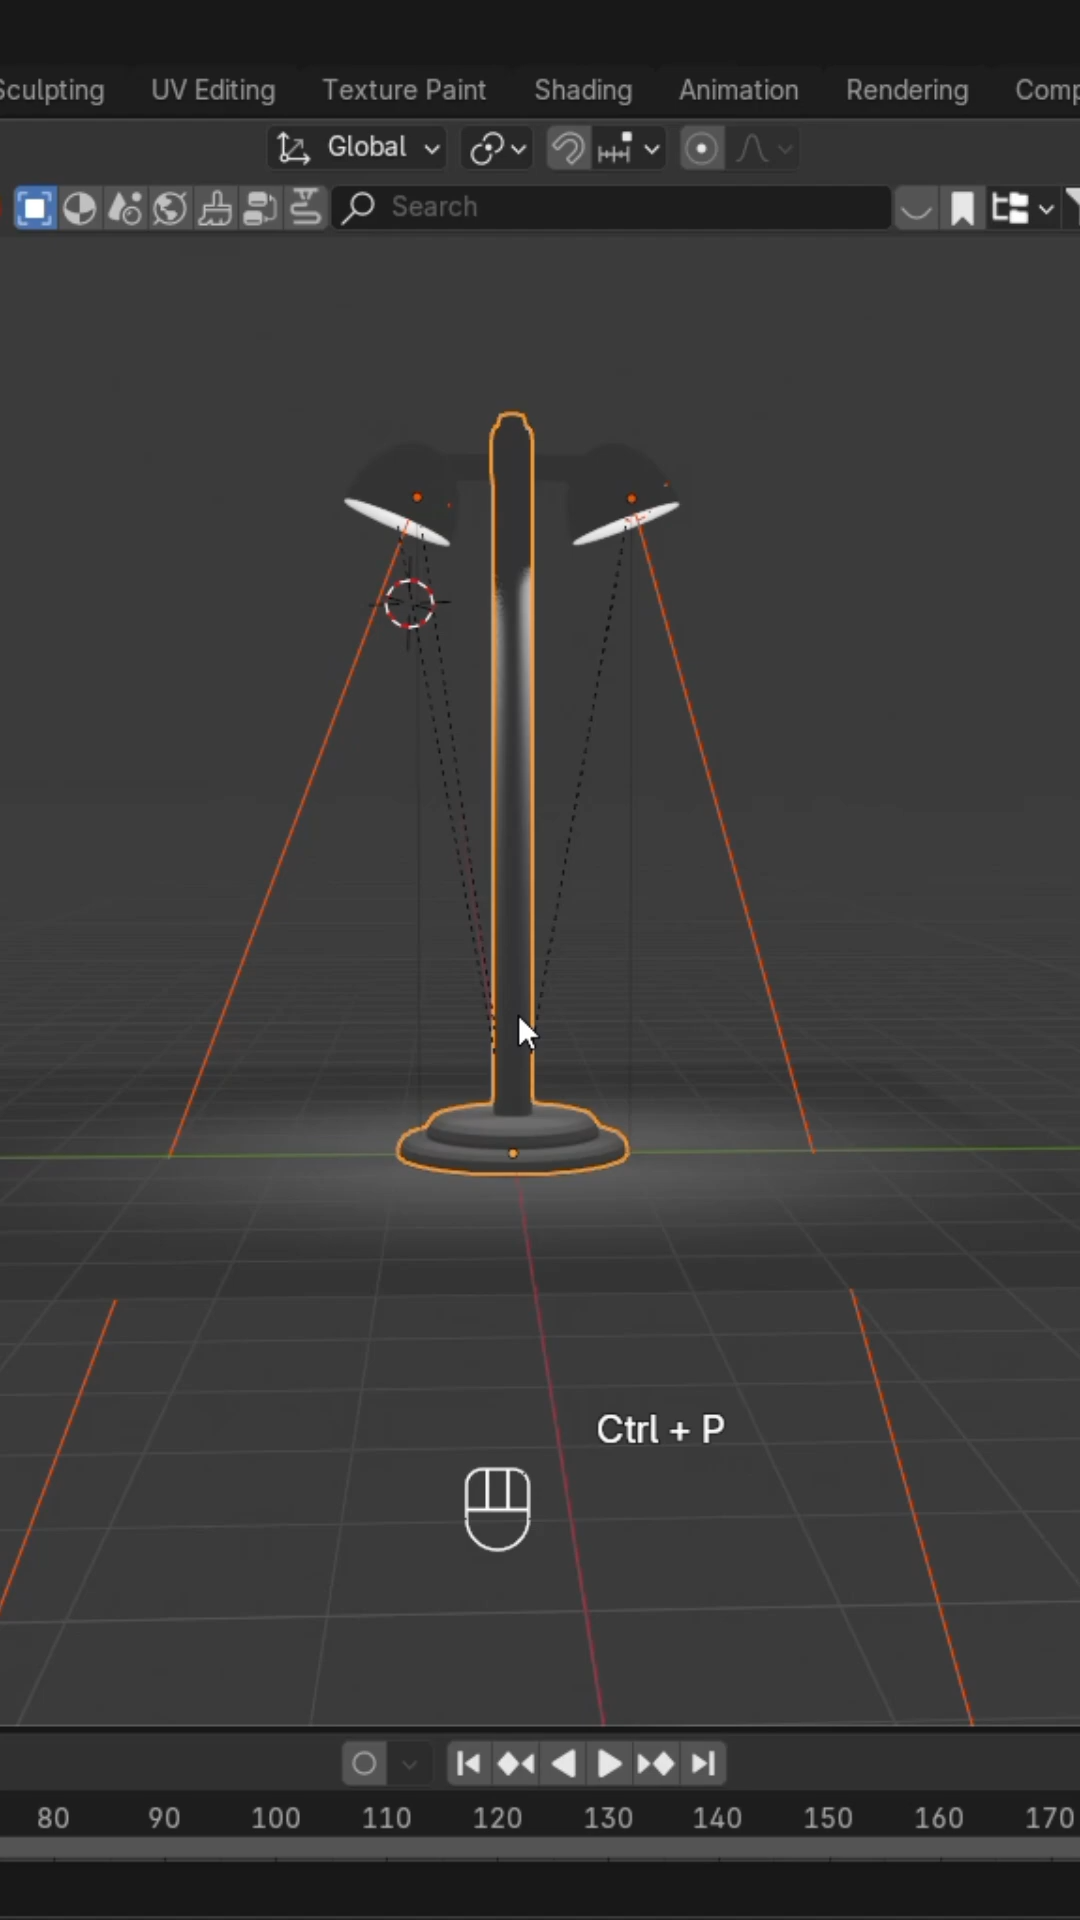 Sculpting UV Editing Texture Paint Shading Animation Rendering Comp
Global
Search
Ctrl + P
80 90 100 110 120 130 140 150 160 170